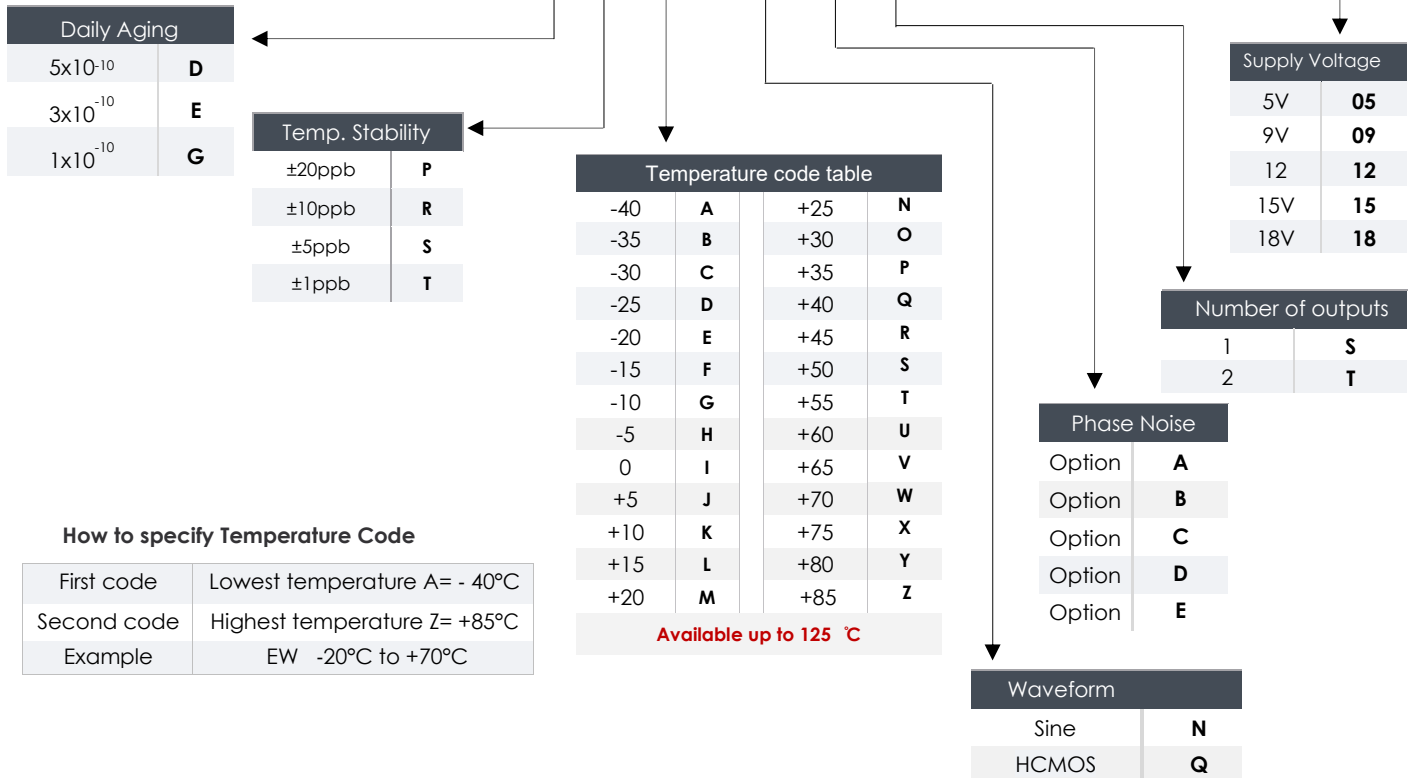 Daily Aging
5x10-10 D
3x10-10 E
1x10-10 G
Temp. Stability
±20ppb P
±10ppb R
±5ppb S
±1ppb T
Temperature code table
-40 A +25 N
-35 B +30 O
-30 C +35 P
-25 D +40 Q
-20 E +45 R
-15 F +50 S
-10 G +55 T
-5 H +60 U
0 I +65 V
+5 J +70 W
+10 K +75 X
+15 L +80 Y
+20 M +85 Z
Available up to 125 ℃
How to specify Temperature Code
First code Lowest temperature A= - 40°C
Second code Highest temperature Z= +85°C
Example EW -20°C to +70°C
Supply Voltage
5V 05
9V 09
12 12
15V 15
18V 18
Number of outputs
1 S
2 T
Phase Noise
Option A
Option B
Option C
Option D
Option E
Waveform
Sine N
HCMOS Q